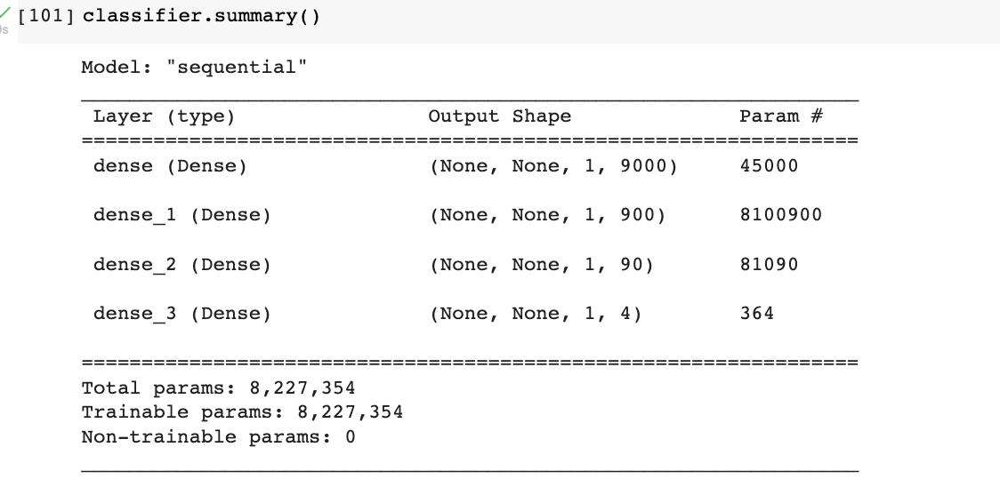 [101] classifier.summary()
Model: "sequential"
Layer (type) Output Shape Param #
=================================================================
dense (Dense) (None, None, 1, 9000) 45000
dense_1 (Dense) (None, None, 1, 900) 8100900
dense_2 (Dense) (None, None, 1, 90) 81090
dense_3 (Dense) (None, None, 1, 4) 364
=================================================================
Total params: 8,227,354
Trainable params: 8,227,354
Non-trainable params: 0